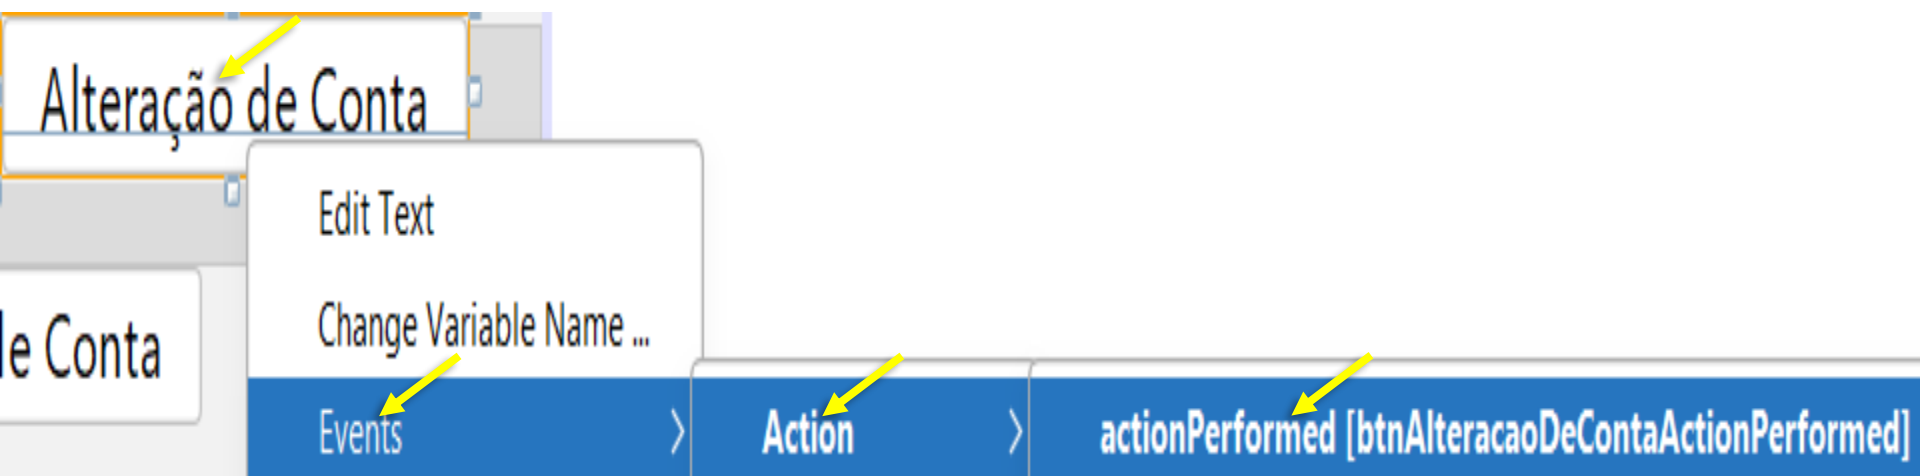 Alteração de Conta
Edit Text
Change Variable Name ...
le Conta
Events
Action
actionPerformed [btnAlteracaoDeContaActionPerformed]